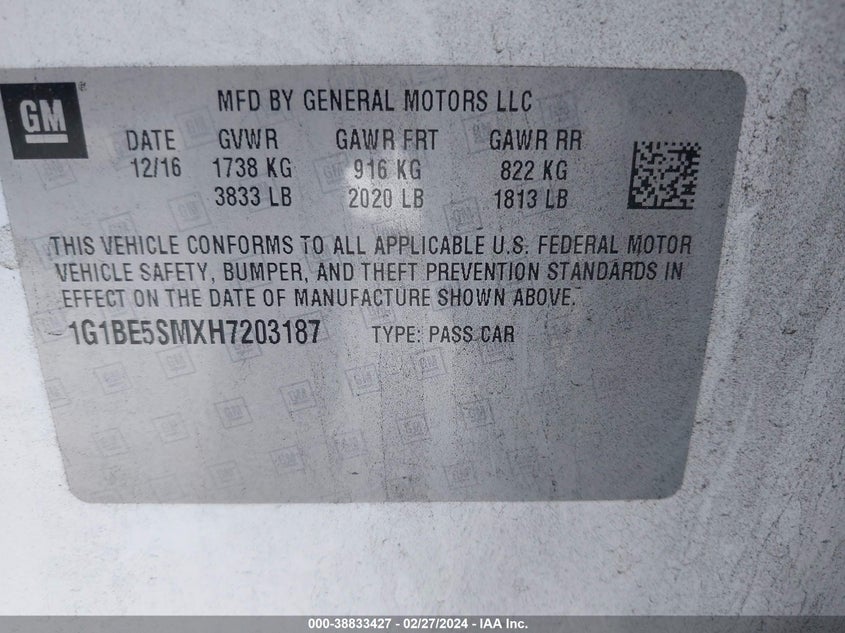 GM
MFD BY GENERAL MOTORS LLC
DATE GVWR GAWR FRT GAWR RR
12/16 1738 KG 916 KG 822 KG
3833 LB 2020 LB 1813 LB
THIS VEHICLE CONFORMS TO ALL APPLICABLE U.S. FEDERAL MOTOR
VEHICLE SAFETY, BUMPER, AND THEFT PREVENTION STANDARDS IN
EFFECT ON THE DATE OF MANUFACTURE SHOWN ABOVE.
1G1BE5SMXH7203187 TYPE: PASS CAR
000-38833427 - 02/27/2024 - IAA Inc.